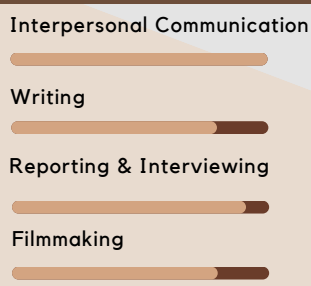 Interpersonal Communication
Writing
Reporting & Interviewing
Filmmaking